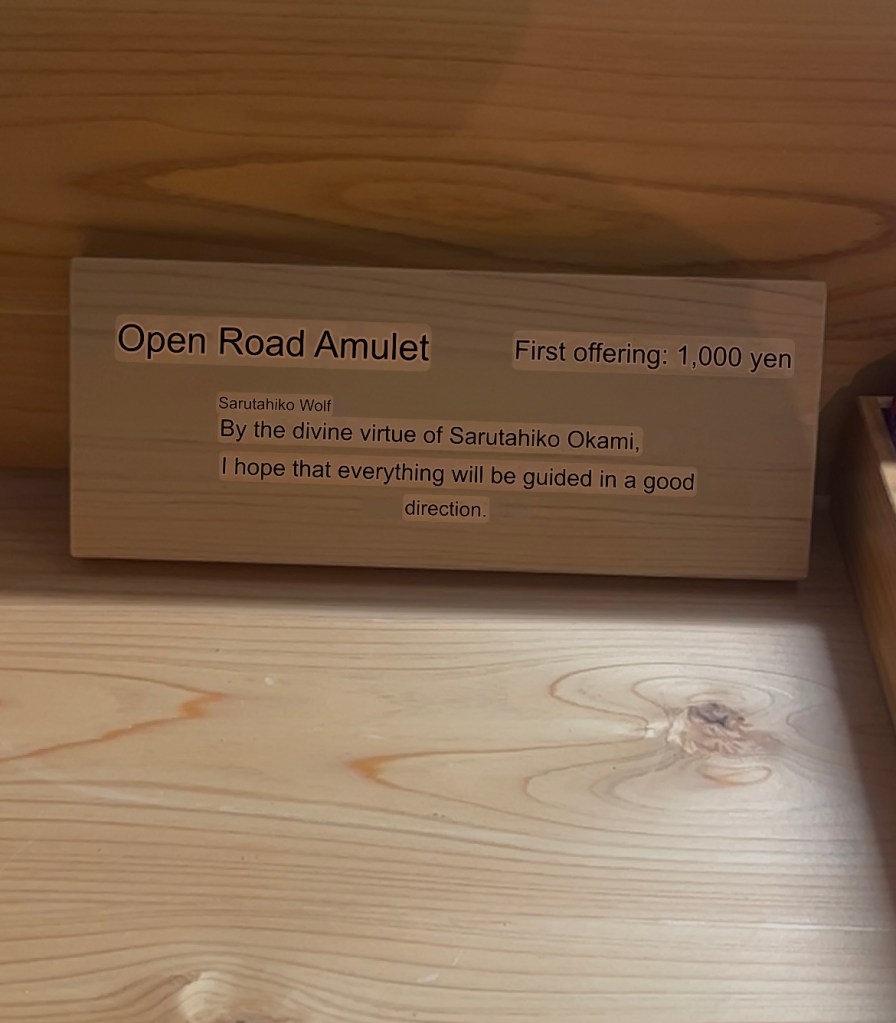 Open Road Amulet First offering: 1,000 yen
Sarutahiko Wolf
By the divine virtue of Sarutahiko Okami,
I hope that everything will be guided in a good
direction.